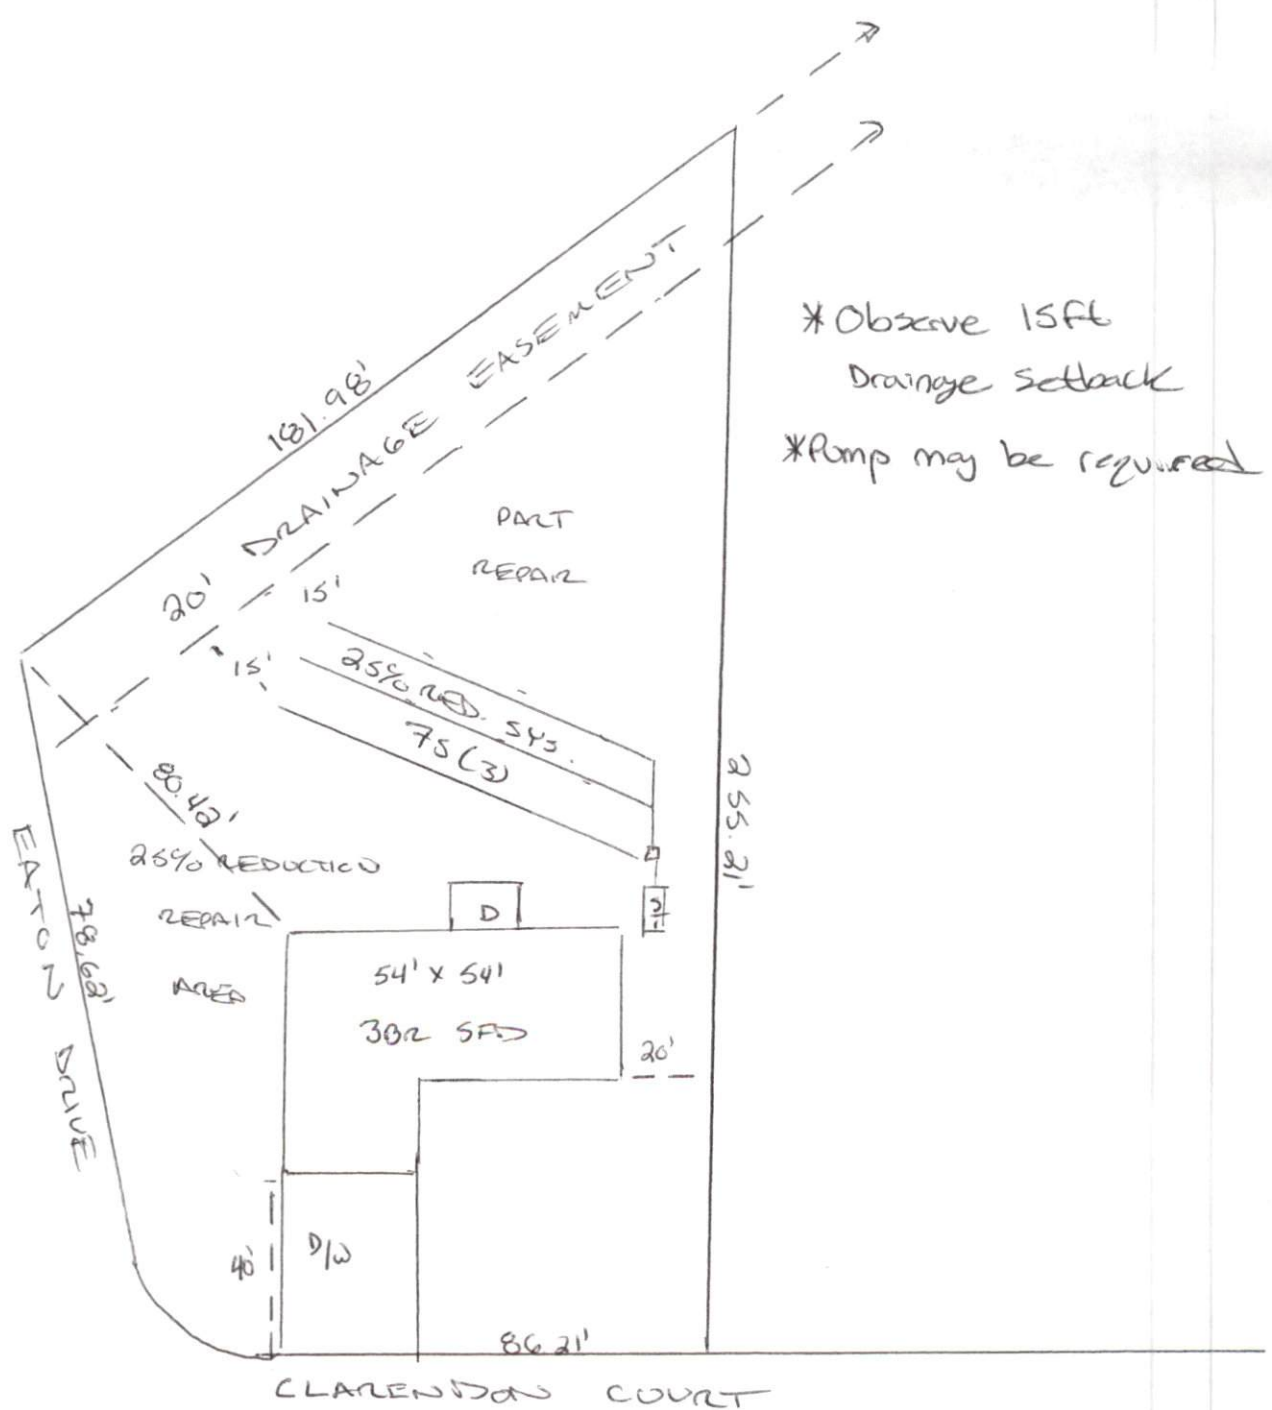 *Observe 15ft
Drainage Setback
*Pump may be required
181.98'
20' DRAINAGE EASEMENT
PART
REPAIR
15'
15'
25% RED. SYS.
75 (3)
255.21'
80.42'
25% REDUCTION
REPAIR
AREA
EATON DRIVE
78.62'
D
ST
54' x 54'
3BR SFD
20'
40'
D/W
86.21'
CLARENDON COURT